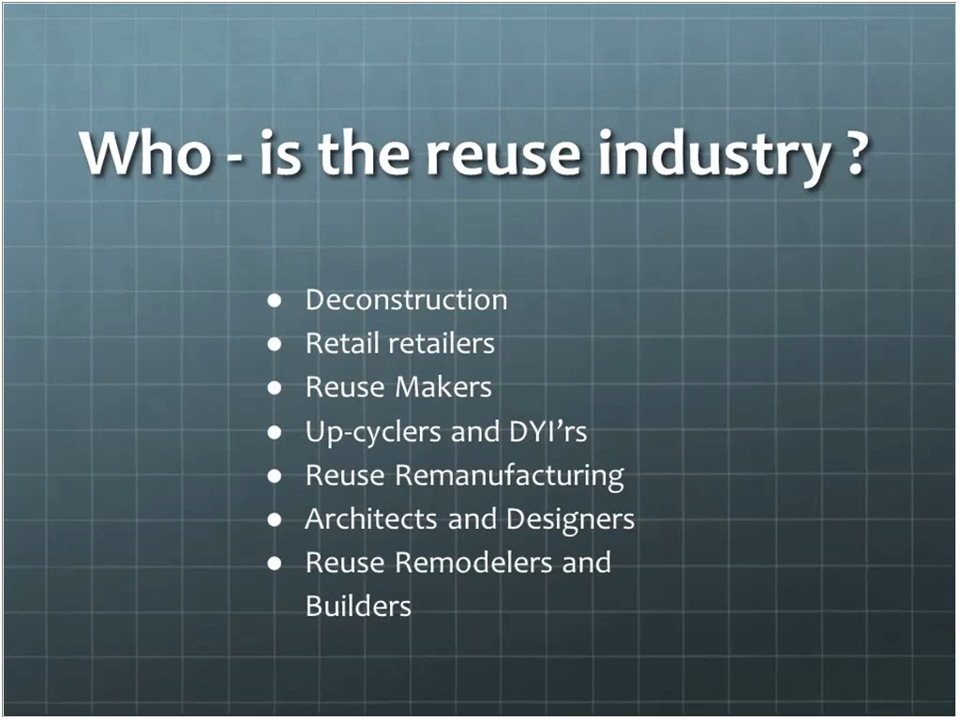 Who - is the reuse industry ?
● Deconstruction
● Retail retailers
● Reuse Makers
● Up-cyclers and DYI’rs
● Reuse Remanufacturing
● Architects and Designers
● Reuse Remodelers and
Builders